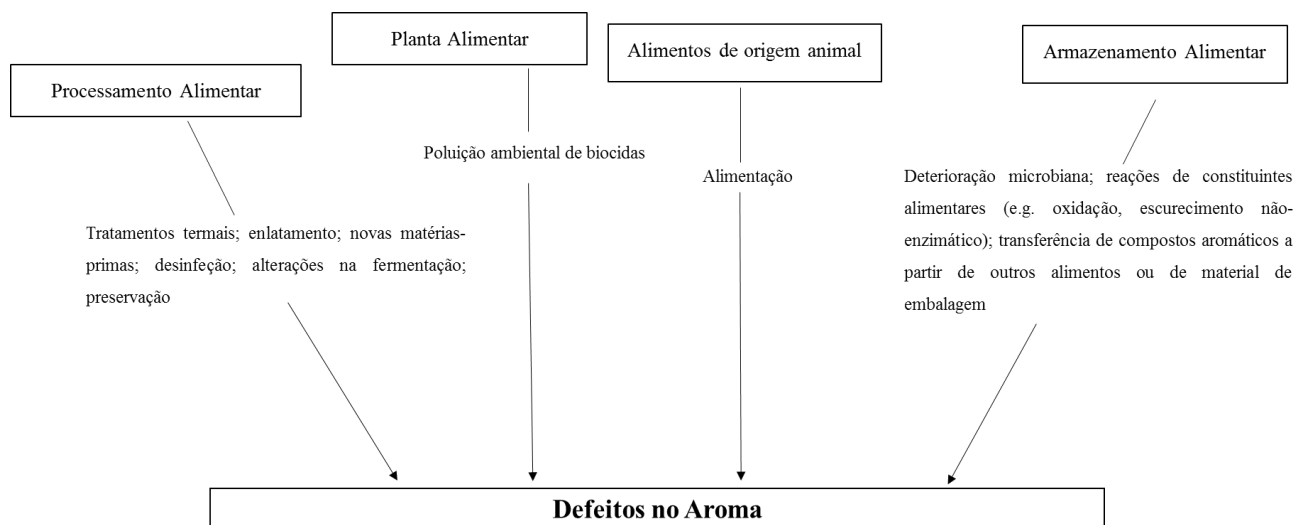 Planta Alimentar
Alimentos de origem animal
Armazenamento Alimentar
Processamento Alimentar
Poluição ambiental de biocidas
Alimentação
Deterioração microbiana; reações de constituintes
alimentares (e.g. oxidação, escurecimento não-
enzimático); transferência de compostos aromáticos a
partir de outros alimentos ou de material de
embalagem
Tratamentos termais; enlatamento; novas matérias-
primas; desinfeção; alterações na fermentação;
preservação
Defeitos no Aroma